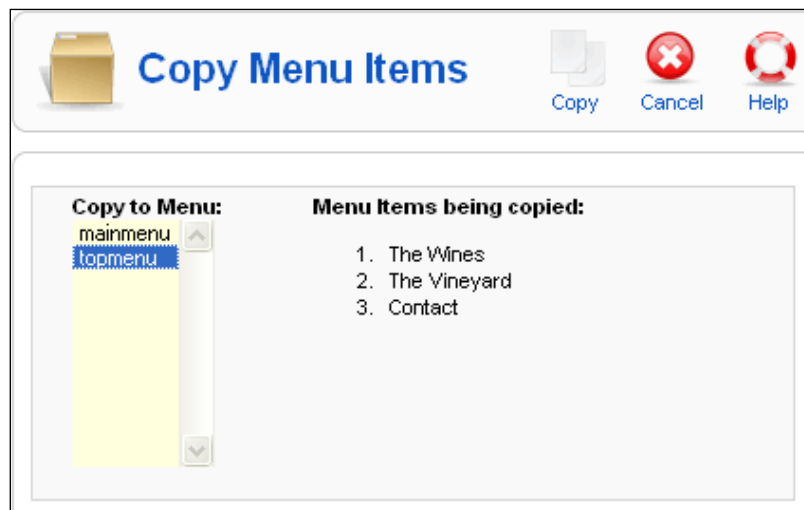 Copy Menu Items
Copy Cancel Help
Copy to Menu: Menu Items being copied:
mainmenu
topmenu
1. The Wines
2. The Vineyard
3. Contact